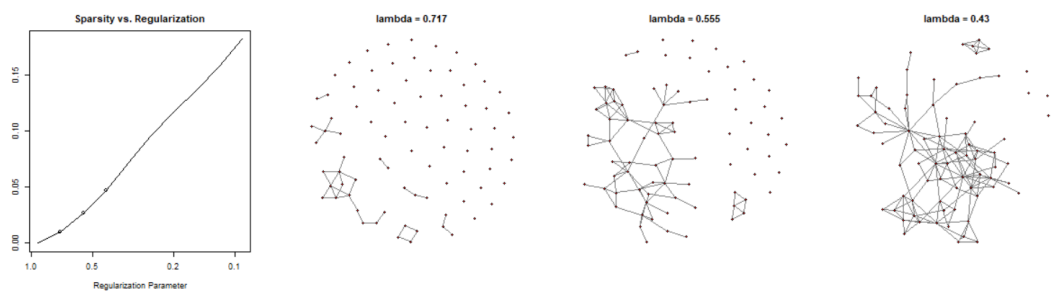 Sparsity vs. Regularization
lambda = 0.717
lambda = 0.555
lambda = 0.43
0.15
0.10
0.05
0.00
1.0 0.5 0.2 0.1
Regularization Parameter